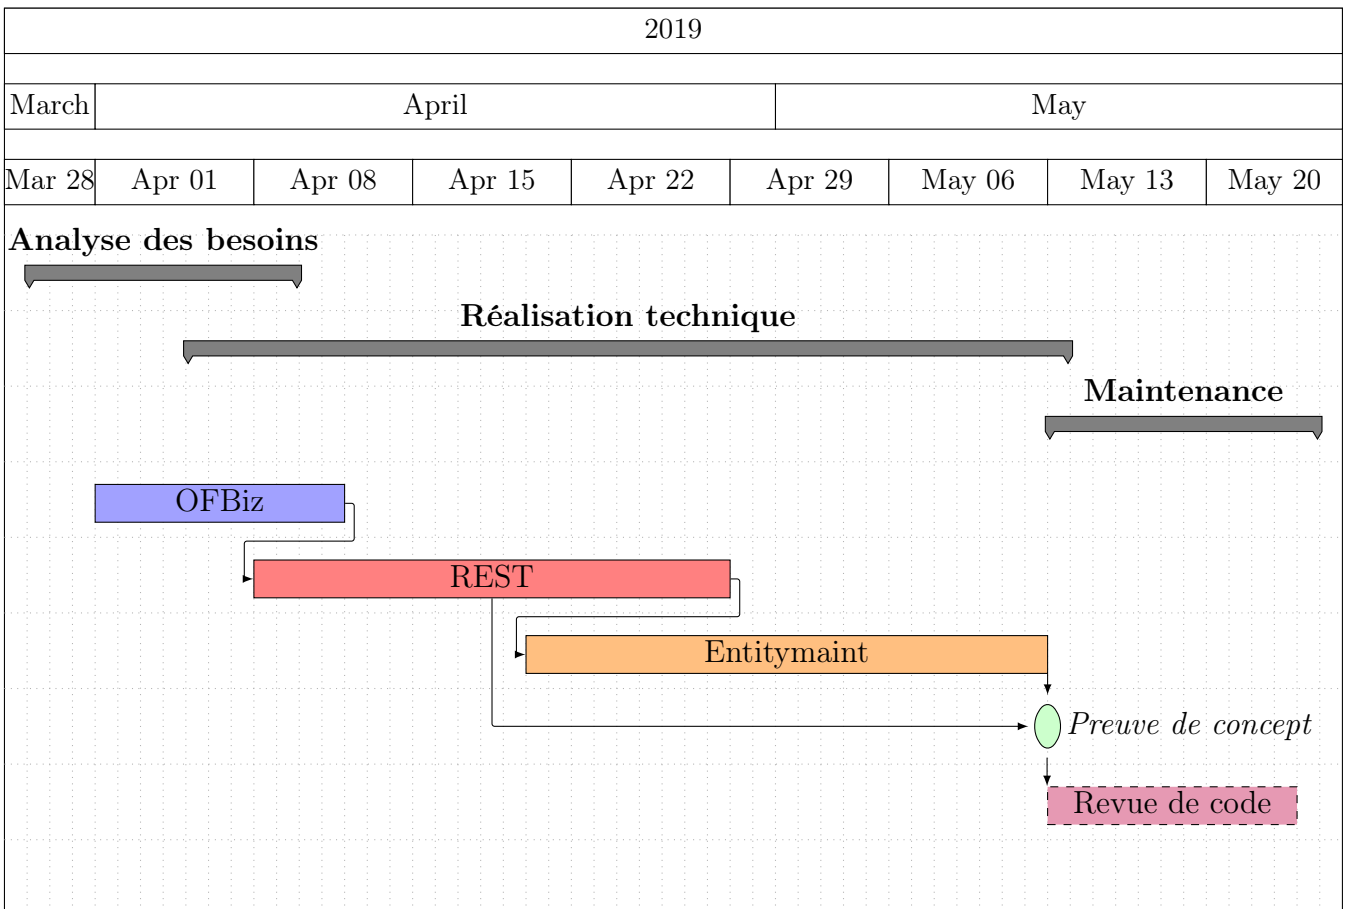 2019
March April May
Mar 28 Apr 01 Apr 08 Apr 15 Apr 22 Apr 29 May 06 May 13 May 20
Analyse des besoins
Réalisation technique
Maintenance
OFBiz
REST
Entitymaint
Preuve de concept
Revue de code